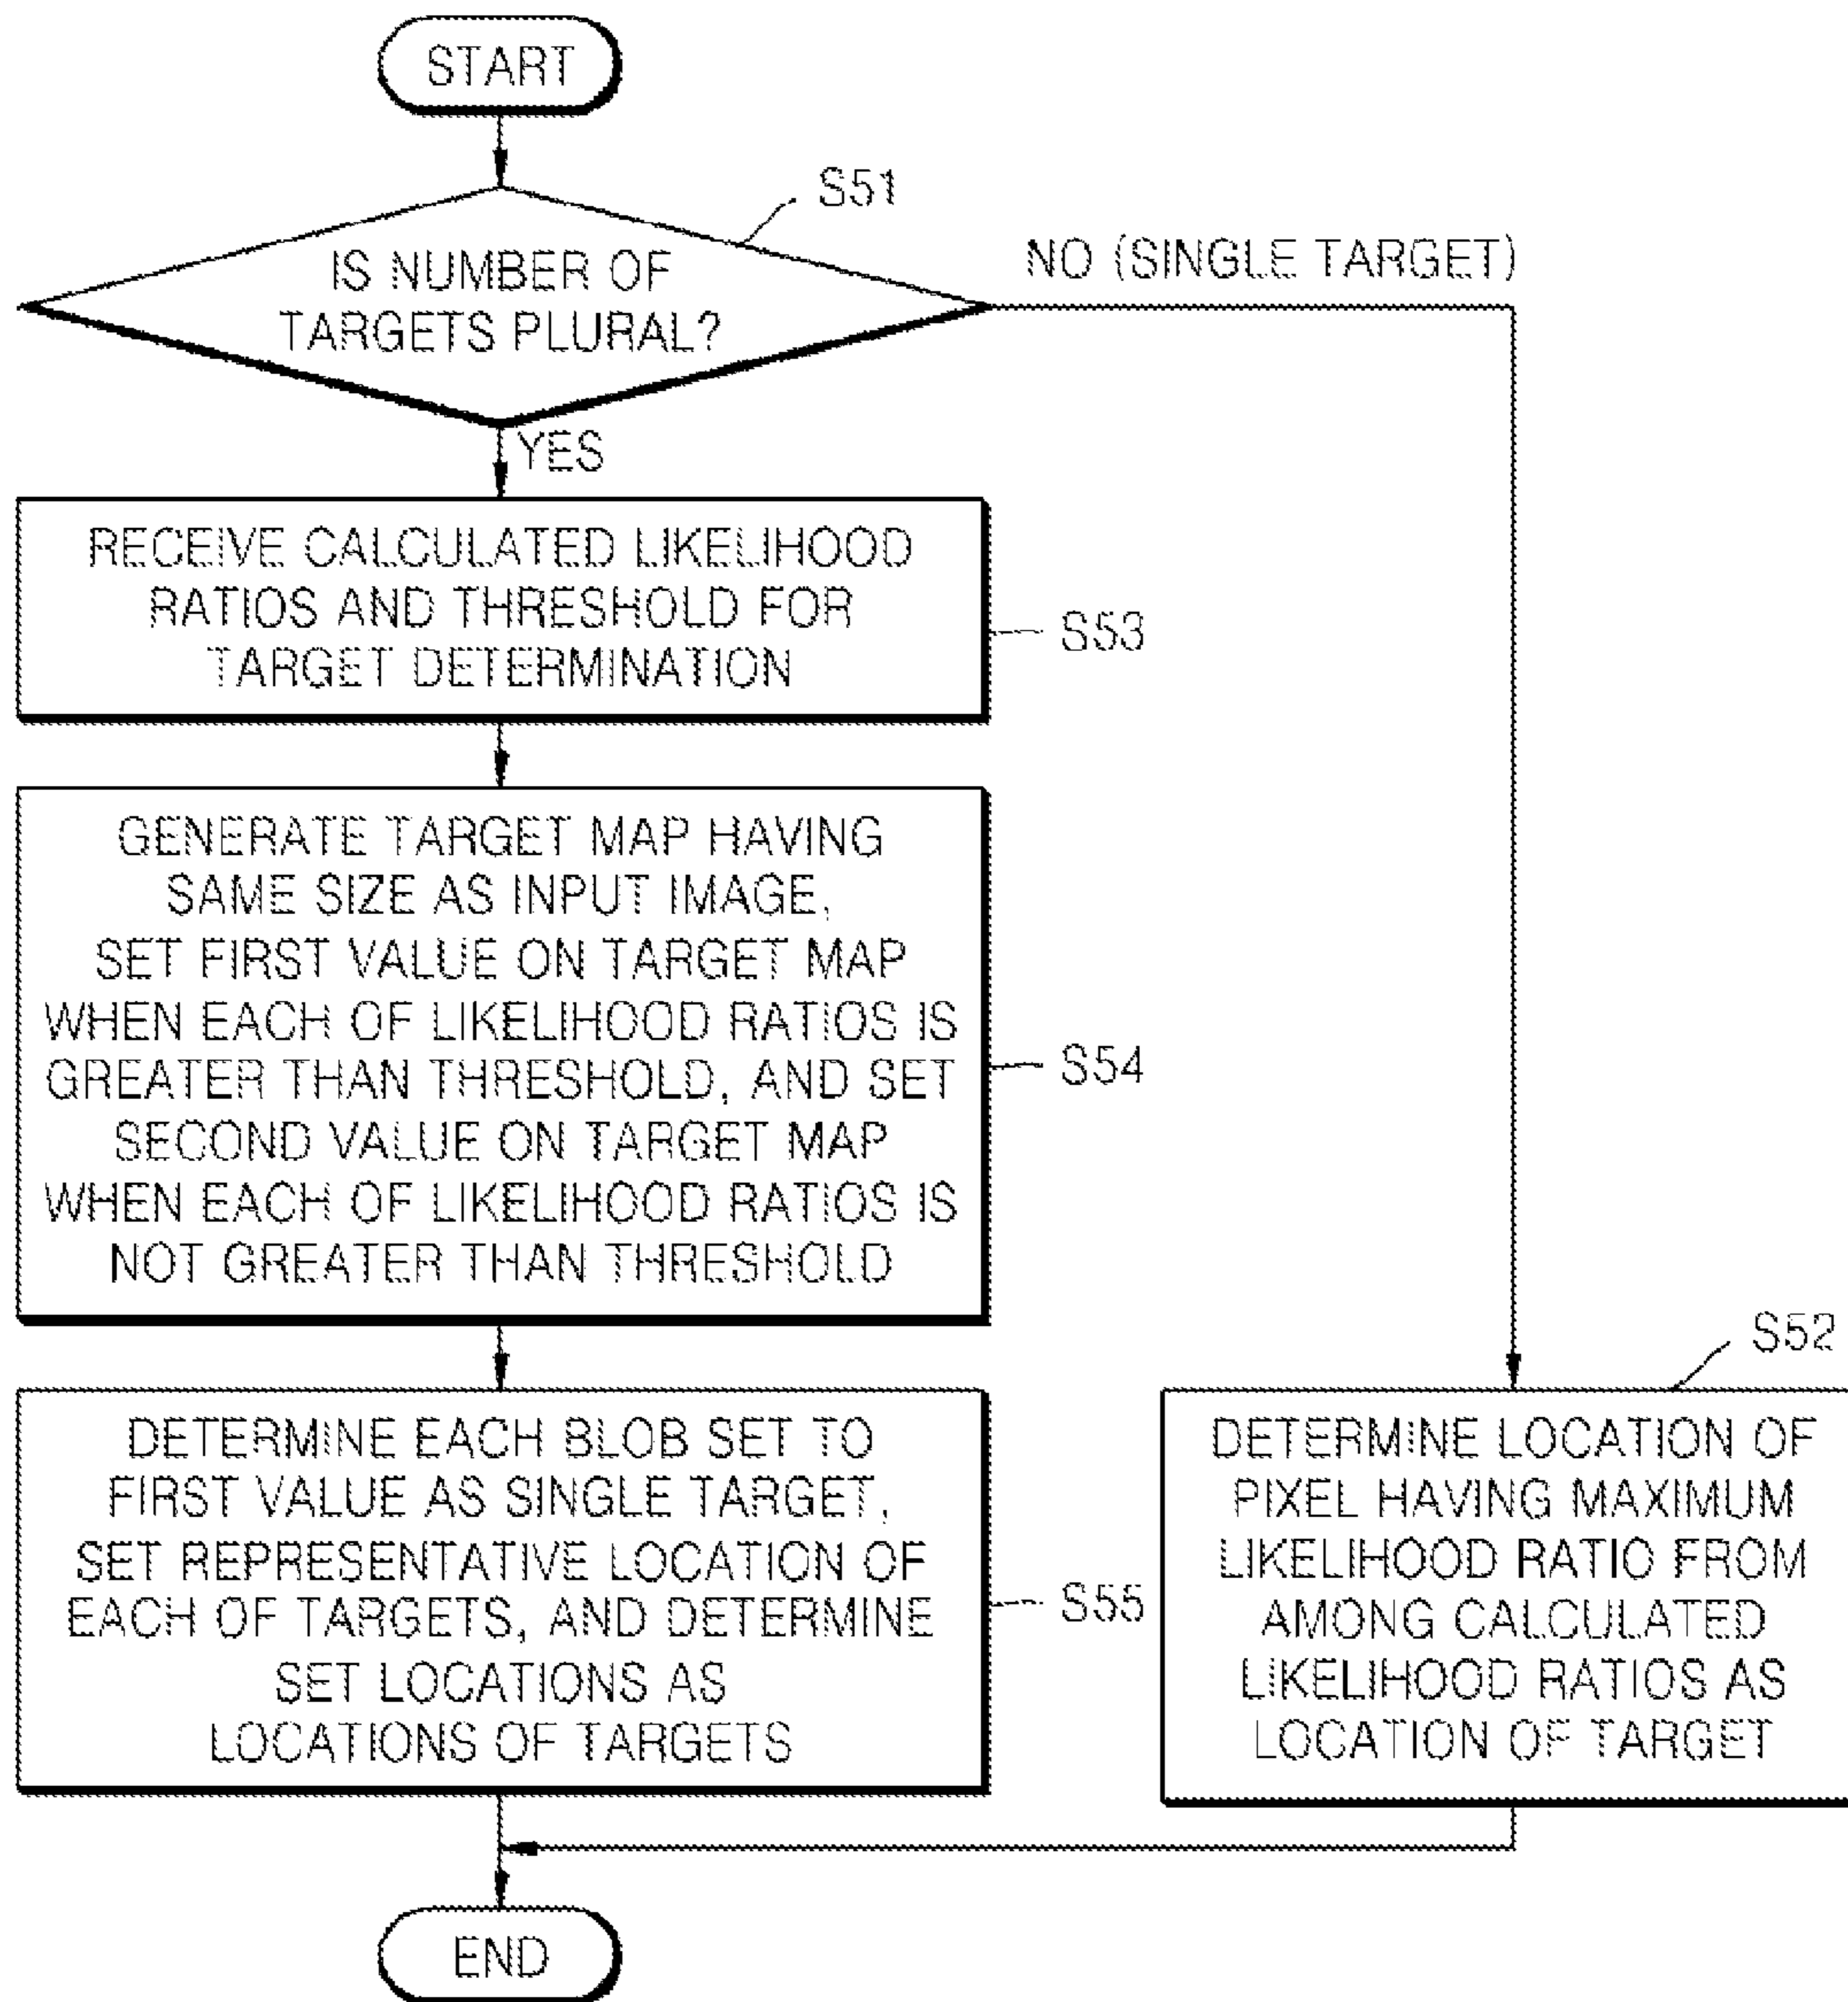 START
S51
IS NUMBER OF
TARGETS PLURAL?
NO (SINGLE TARGET)
YES
RECEIVE CALCULATED LIKELIHOOD
RATIOS AND THRESHOLD FOR
TARGET DETERMINATION
S53
GENERATE TARGET MAP HAVING
SAME SIZE AS INPUT IMAGE,
SET FIRST VALUE ON TARGET MAP
WHEN EACH OF LIKELIHOOD RATIOS IS
GREATER THAN THRESHOLD, AND SET
SECOND VALUE ON TARGET MAP
WHEN EACH OF LIKELIHOOD RATIOS IS
NOT GREATER THAN THRESHOLD
S54
DETERMINE EACH BLOB SET TO
FIRST VALUE AS SINGLE TARGET,
SET REPRESENTATIVE LOCATION OF
EACH OF TARGETS, AND DETERMINE
SET LOCATIONS AS
LOCATIONS OF TARGETS
S55
S52
DETERMINE LOCATION OF
PIXEL HAVING MAXIMUM
LIKELIHOOD RATIO FROM
AMONG CALCULATED
LIKELIHOOD RATIOS AS
LOCATION OF TARGET
END